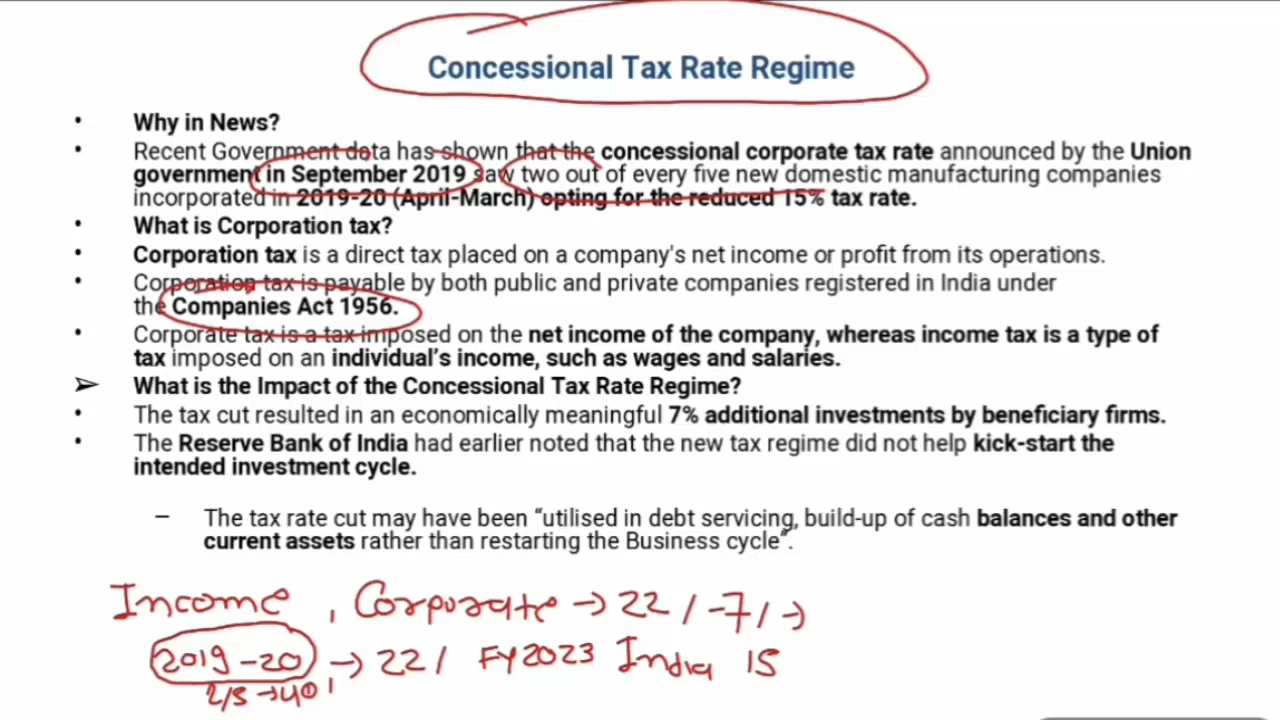 Concessional Tax Rate Regime
• Why in News?
• Recent Government data has shown that the concessional corporate tax rate announced by the Union
government in September 2019 saw two out of every five new domestic manufacturing companies
incorporated in 2019-20 (April-March) opting for the reduced 15% tax rate.
• What is Corporation tax?
• Corporation tax is a direct tax placed on a company's net income or profit from its operations.
• Corporation tax is payable by both public and private companies registered in India under
the Companies Act 1956.
• Corporate tax is a tax imposed on the net income of the company, whereas income tax is a type of
tax imposed on an individual's income, such as wages and salaries.
➢ What is the Impact of the Concessional Tax Rate Regime?
• The tax cut resulted in an economically meaningful 7% additional investments by beneficiary firms.
• The Reserve Bank of India had earlier noted that the new tax regime did not help kick-start the
intended investment cycle.
– The tax rate cut may have been “utilised in debt servicing, build-up of cash balances and other
current assets rather than restarting the Business cycle”.
Income , Corporate → 22 / -7 / →
2019-20 → 22 / FY2023 India 15
2/5 → 40